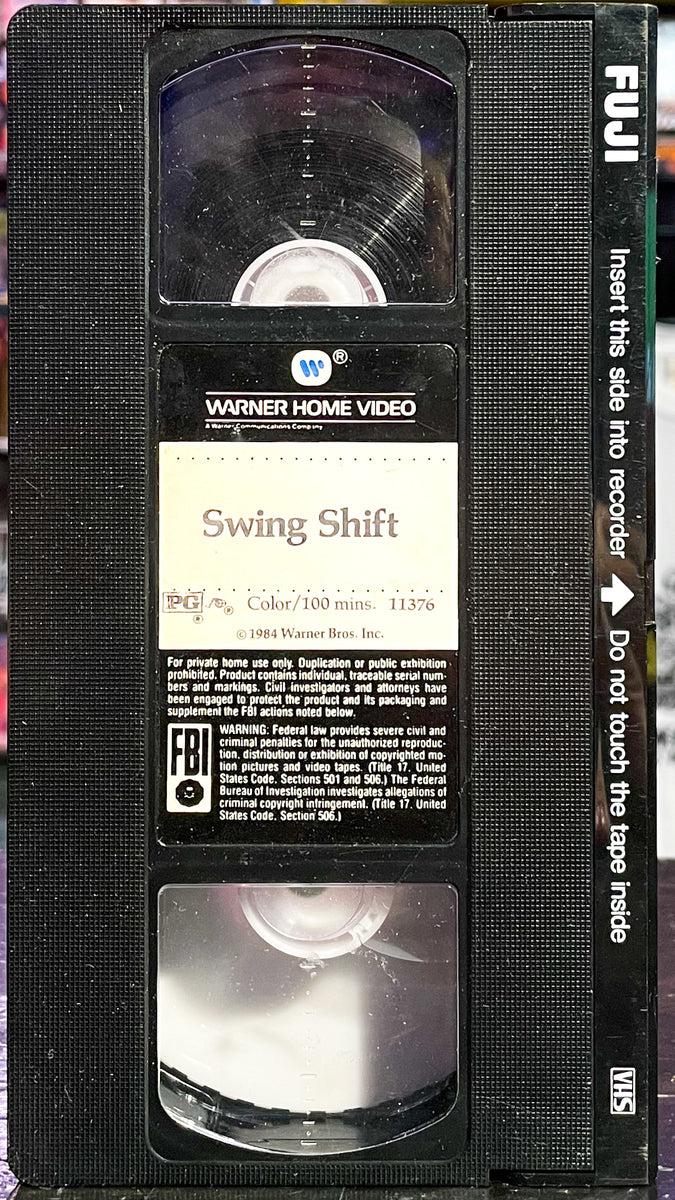 ®
WARNER HOME VIDEO
A Warner Communications Company
Swing Shift
PG ® ® Color/100 mins. 11376
© 1984 Warner Bros. Inc.
For private home use only. Duplication or public exhibition
prohibited. Product contains individual, traceable serial num-
bers and markings. Civil investigators and attorneys have
been engaged to protect the product and its packaging and
supplement the FBI actions noted below.
FBI
WARNING: Federal law provides severe civil and
criminal penalties for the unauthorized reproduc-
tion, distribution or exhibition of copyrighted mo-
tion pictures and video tapes. (Title 17, United
States Code, Sections 501 and 506.) The Federal
Bureau of Investigation investigates allegations of
criminal copyright infringement. (Title 17, United
States Code, Section 506.)
FUJI
Insert this side into recorder Do not touch the tape inside
VHS